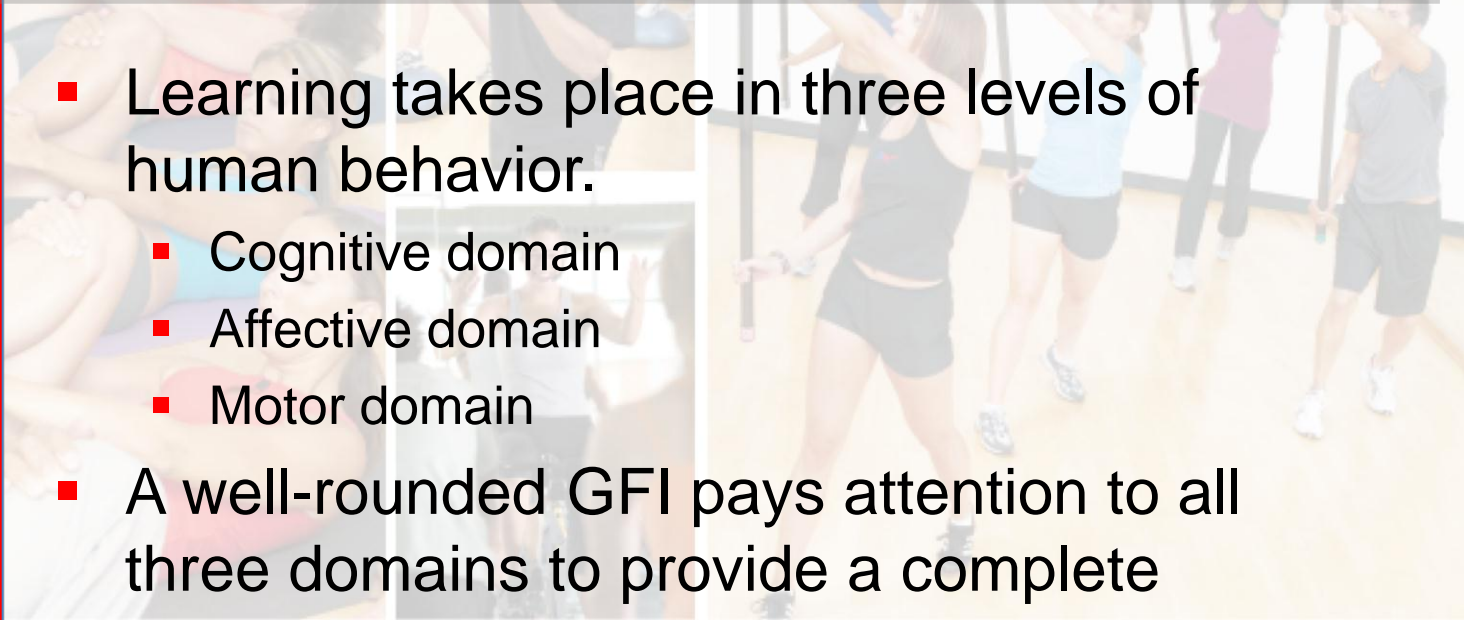 Learning takes place in three levels of
human behavior.
Cognitive domain
Affective domain
Motor domain
A well-rounded GFI pays attention to all
three domains to provide a complete